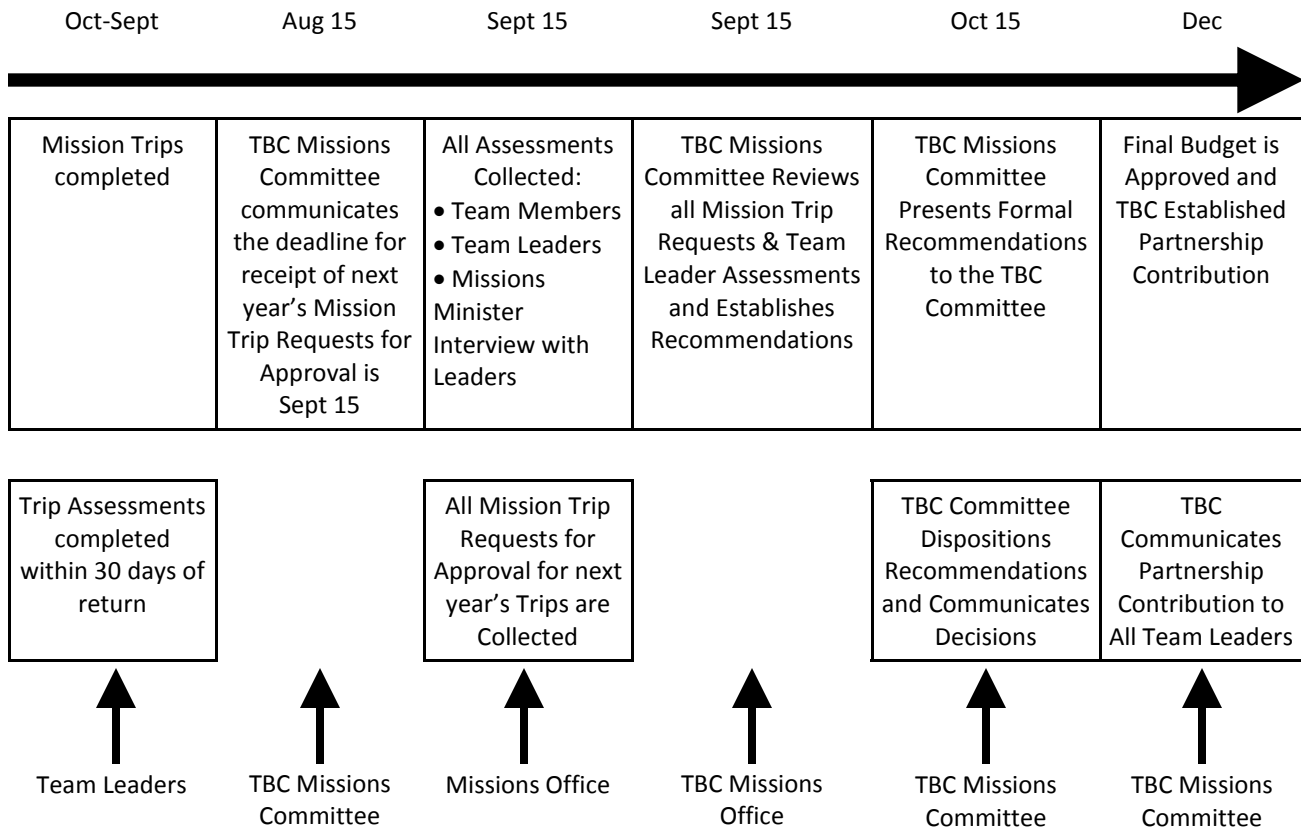 Oct-Sept
Aug 15
Sept 15
Sept 15
Oct 15
Dec
Mission Trips
completed
TBC Missions
Committee
communicates
the deadline for
receipt of next
year’s Mission
Trip Requests for
Approval is
Sept 15
All Assessments
Collected:
• Team Members
• Team Leaders
• Missions
Minister
Interview with
Leaders
TBC Missions
Committee Reviews
all Mission Trip
Requests & Team
Leader Assessments
and Establishes
Recommendations
TBC Missions
Committee
Presents Formal
Recommendations
to the TBC
Committee
Final Budget is
Approved and
TBC Established
Partnership
Contribution
Trip Assessments
completed
within 30 days of
return
All Mission Trip
Requests for
Approval for next
year’s Trips are
Collected
TBC Committee
Dispositions
Recommendations
and Communicates
Decisions
TBC
Communicates
Partnership
Contribution to
All Team Leaders
Team Leaders
TBC Missions
Committee
Missions Office
TBC Missions
Office
TBC Missions
Committee
TBC Missions
Committee